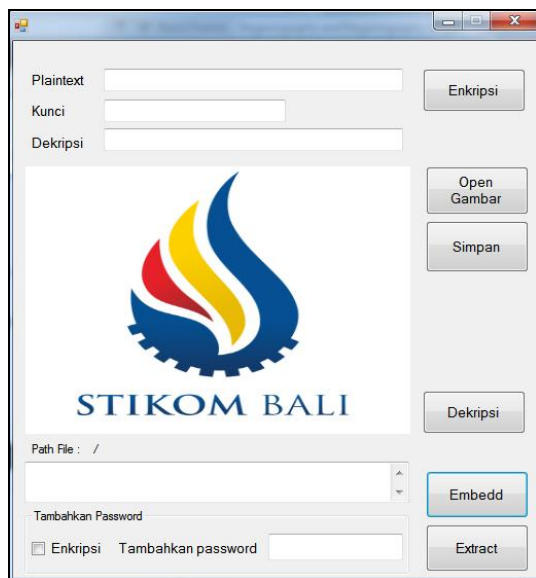 Plaintext
Enkripsi
Kunci
Dekripsi
Open
Gambar
Simpan
STIKOM BALI
Dekripsi
Path File : /
Embedd
Tambahkan Password
Enkripsi Tambahkan password
Extract